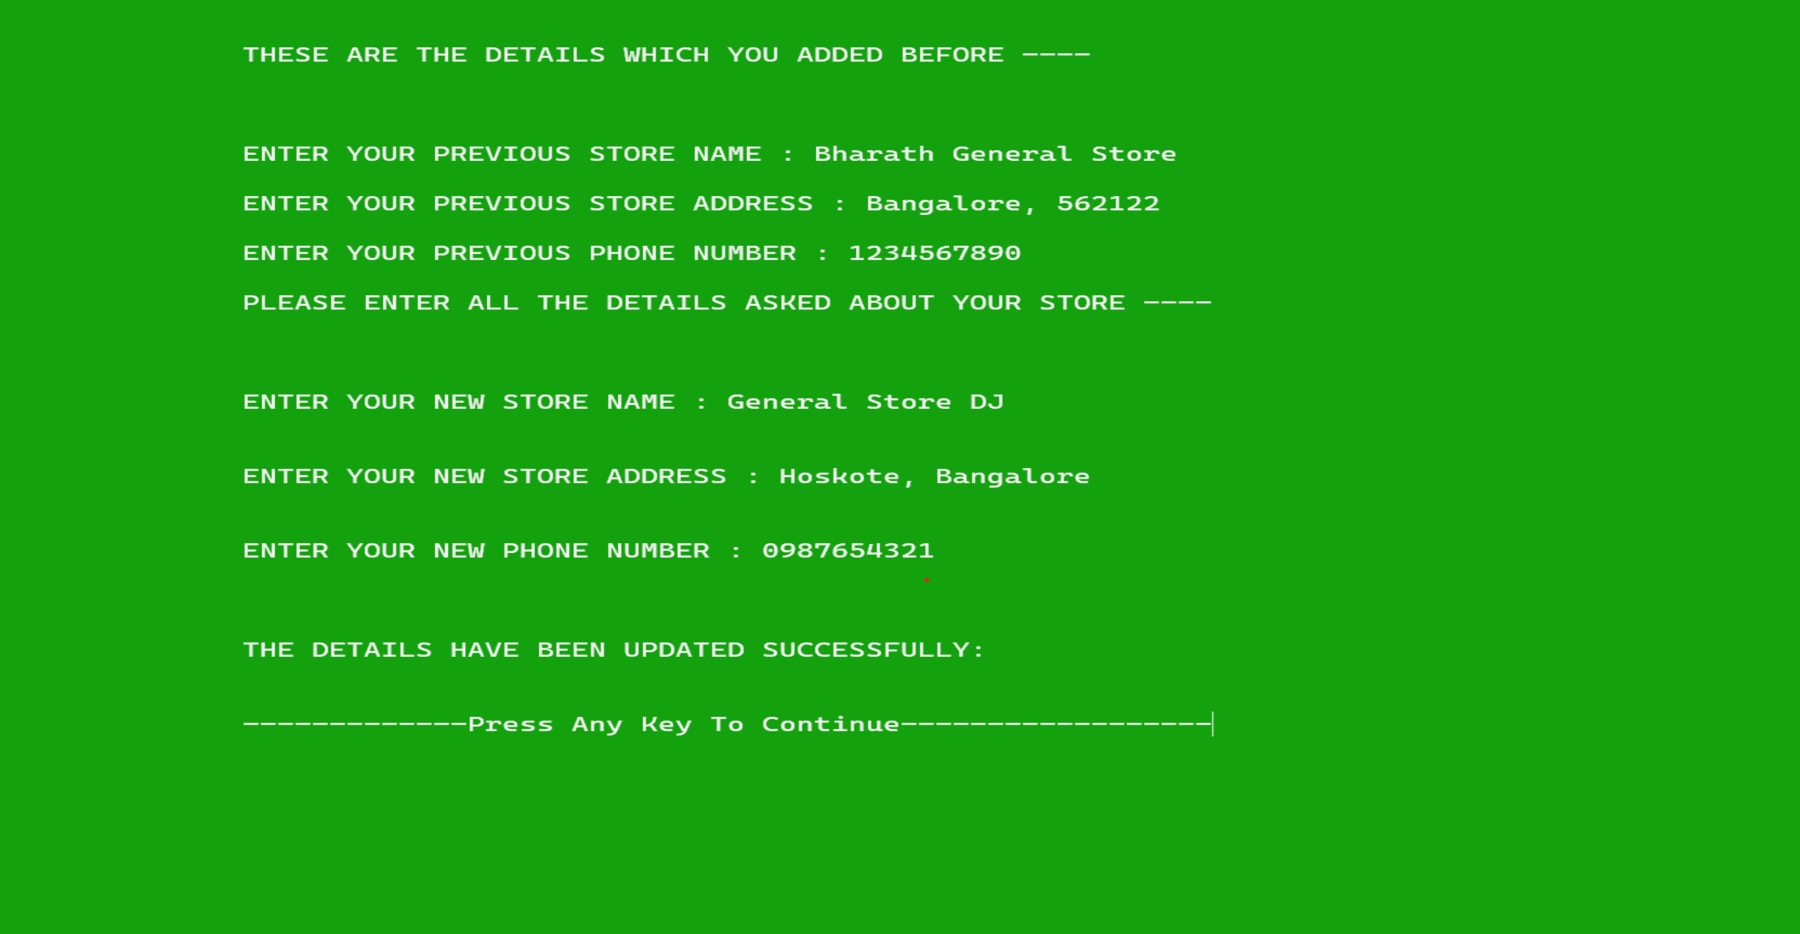 THESE ARE THE DETAILS WHICH YOU ADDED BEFORE ----
ENTER YOUR PREVIOUS STORE NAME : Bharath General Store
ENTER YOUR PREVIOUS STORE ADDRESS : Bangalore, 562122
ENTER YOUR PREVIOUS PHONE NUMBER : 1234567890
PLEASE ENTER ALL THE DETAILS ASKED ABOUT YOUR STORE ----
ENTER YOUR NEW STORE NAME : General Store DJ
ENTER YOUR NEW STORE ADDRESS : Hoskote, Bangalore
ENTER YOUR NEW PHONE NUMBER : 0987654321
THE DETAILS HAVE BEEN UPDATED SUCCESSFULLY:
-------------Press Any Key To Continue------------------